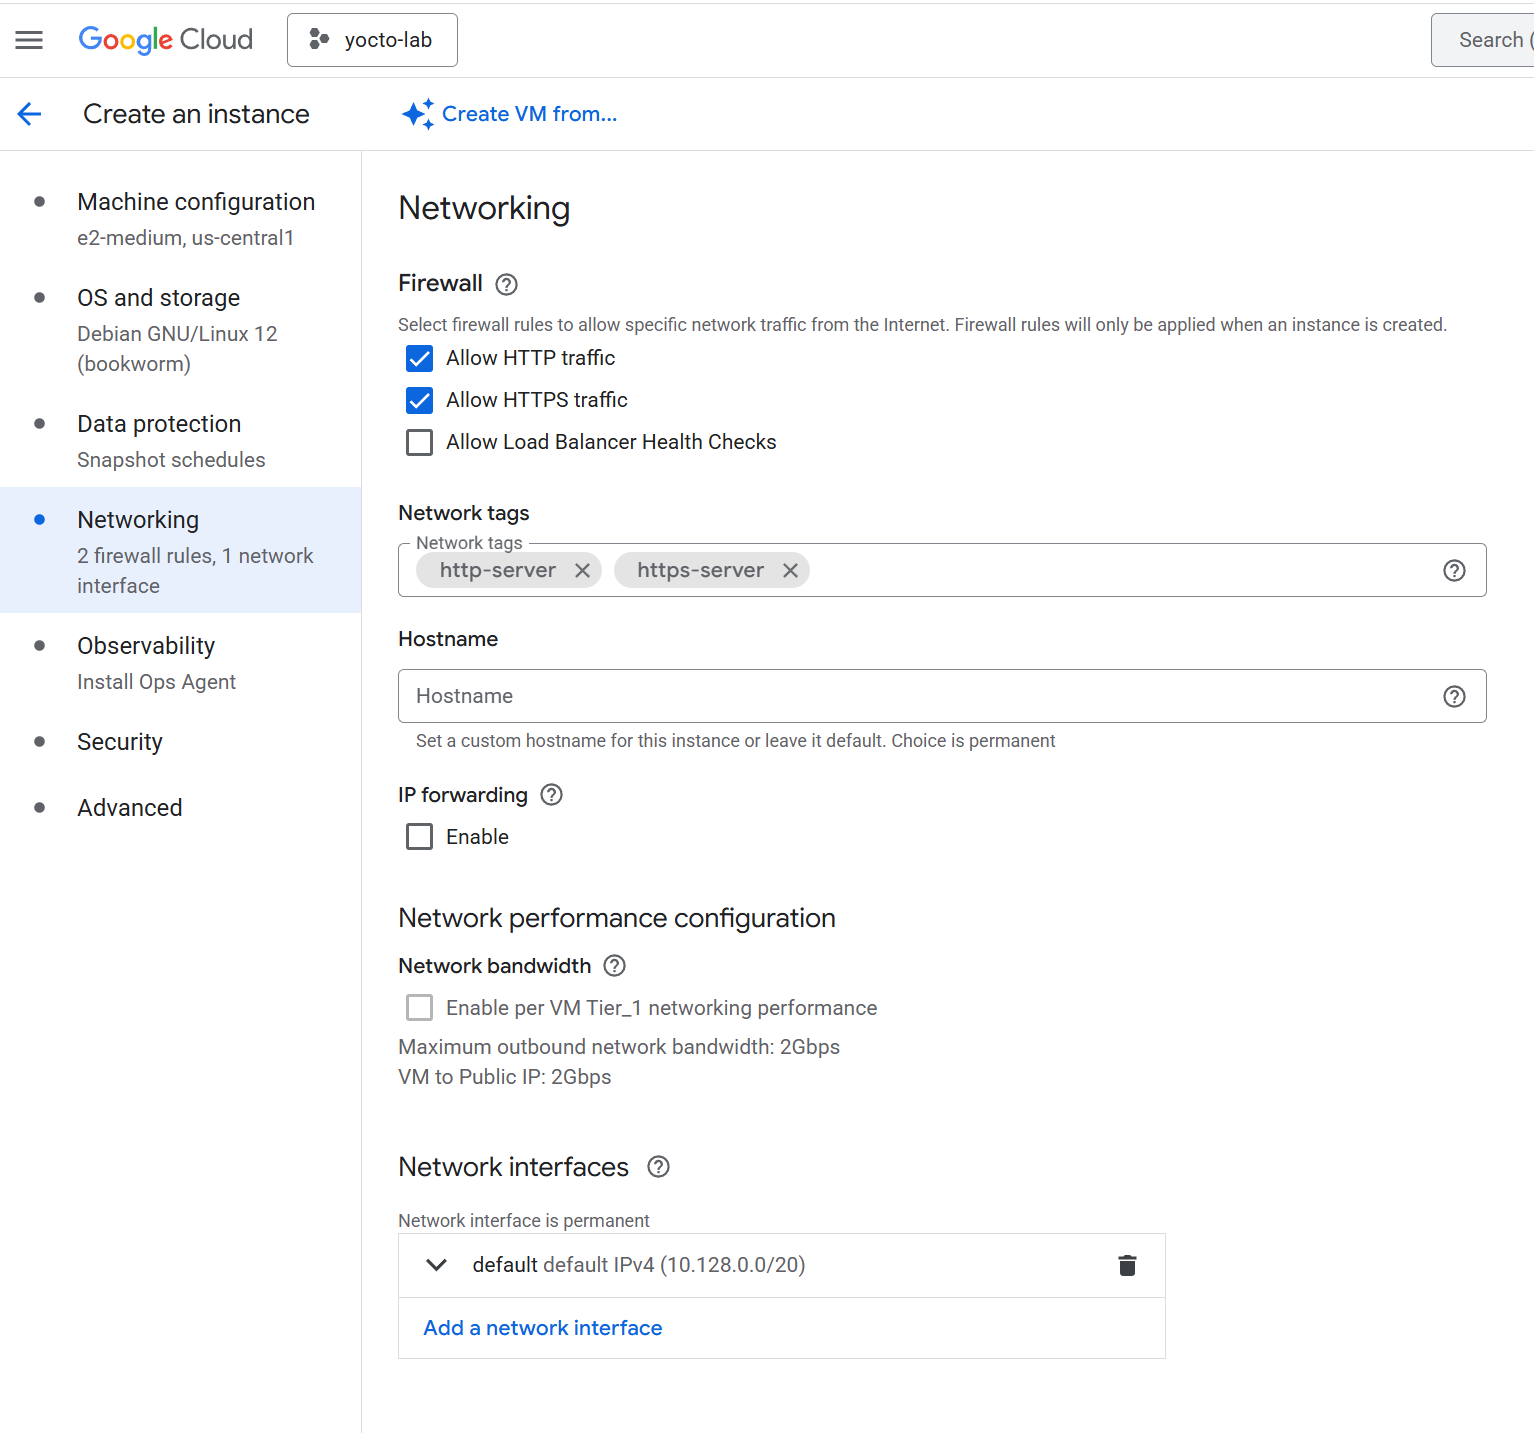 Google Cloud
yocto-lab
Search (
Create an instance
Create VM from...
Machine configuration
e2-medium, us-central1
OS and storage
Debian GNU/Linux 12
(bookworm)
Data protection
Snapshot schedules
Networking
2 firewall rules, 1 network
interface
Observability
Install Ops Agent
Security
Advanced
Networking
Firewall
Select firewall rules to allow specific network traffic from the Internet. Firewall rules will only be applied when an instance is created.
Allow HTTP traffic
Allow HTTPS traffic
Allow Load Balancer Health Checks
Network tags
Network tags
http-server
https-server
Hostname
Hostname
Set a custom hostname for this instance or leave it default. Choice is permanent
IP forwarding
Enable
Network performance configuration
Network bandwidth
Enable per VM Tier_1 networking performance
Maximum outbound network bandwidth: 2Gbps
VM to Public IP: 2Gbps
Network interfaces
Network interface is permanent
default default IPv4 (10.128.0.0/20)
Add a network interface